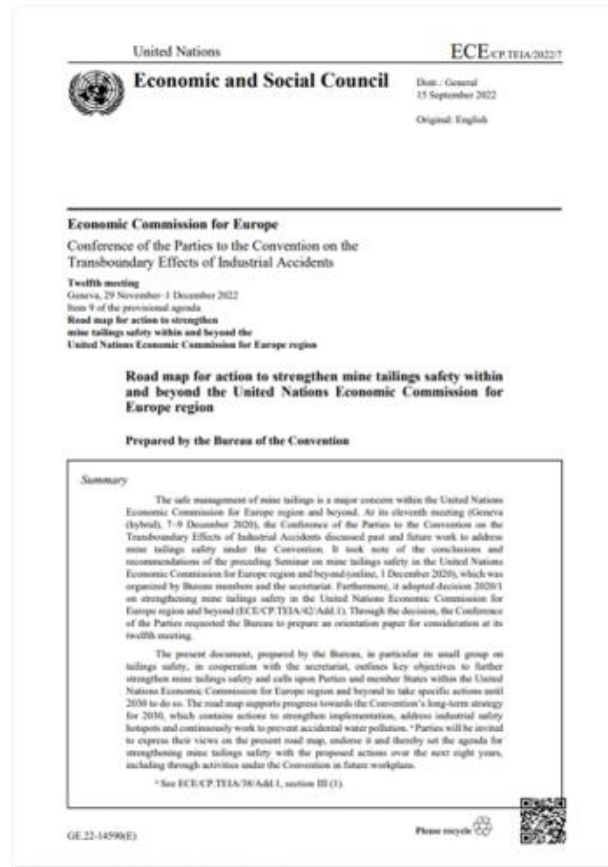 United Nations
ECE/CP.TEIA/2022/7
Economic and Social Council
Distr.: General
15 September 2022
Original: English
Economic Commission for Europe
Conference of the Parties to the Convention on the
Transboundary Effects of Industrial Accidents
Twelfth meeting
Geneva, 29 November–1 December 2022
Item 9 of the provisional agenda
Road map for action to strengthen
mine tailings safety within and beyond the
United Nations Economic Commission for Europe region
Road map for action to strengthen mine tailings safety within
and beyond the United Nations Economic Commission for
Europe region
Prepared by the Bureau of the Convention
Summary
The safe management of mine tailings is a major concern within the United Nations
Economic Commission for Europe region and beyond. At its eleventh meeting (Geneva
(hybrid), 7–9 December 2020), the Conference of the Parties to the Convention on the
Transboundary Effects of Industrial Accidents discussed past and future work to address
mine tailings safety under the Convention. It took note of the conclusions and
recommendations of the preceding Seminar on mine tailings safety in the United Nations
Economic Commission for Europe region and beyond (online, 1 December 2020), which was
organized by Bureau members and the secretariat. Furthermore, it adopted decision 2020/1
on strengthening mine tailings safety in the United Nations Economic Commission for
Europe region and beyond (ECE/CP.TEIA/42/Add.1). Through the decision, the Conference
of the Parties requested the Bureau to prepare an orientation paper for consideration at its
twelfth meeting.
The present document, prepared by the Bureau, in particular its small group on
tailings safety, in cooperation with the secretariat, outlines key objectives to further
strengthen mine tailings safety and calls upon Parties and member States within the United
Nations Economic Commission for Europe region and beyond to take specific actions until
2030 to do so. The road map supports progress towards the Convention's long-term strategy
for 2030, which contains actions to strengthen implementation, address industrial safety
hotspots and continuously work to prevent accidental water pollution. ᵃ Parties will be invited
to express their views on the present road map, endorse it and thereby set the agenda for
strengthening mine tailings safety with the proposed actions over the next eight years,
including through activities under the Convention in future workplans.
ᵃ See ECE/CP.TEIA/38/Add.1, section III (1).
GE.22-14590(E)
Please recycle